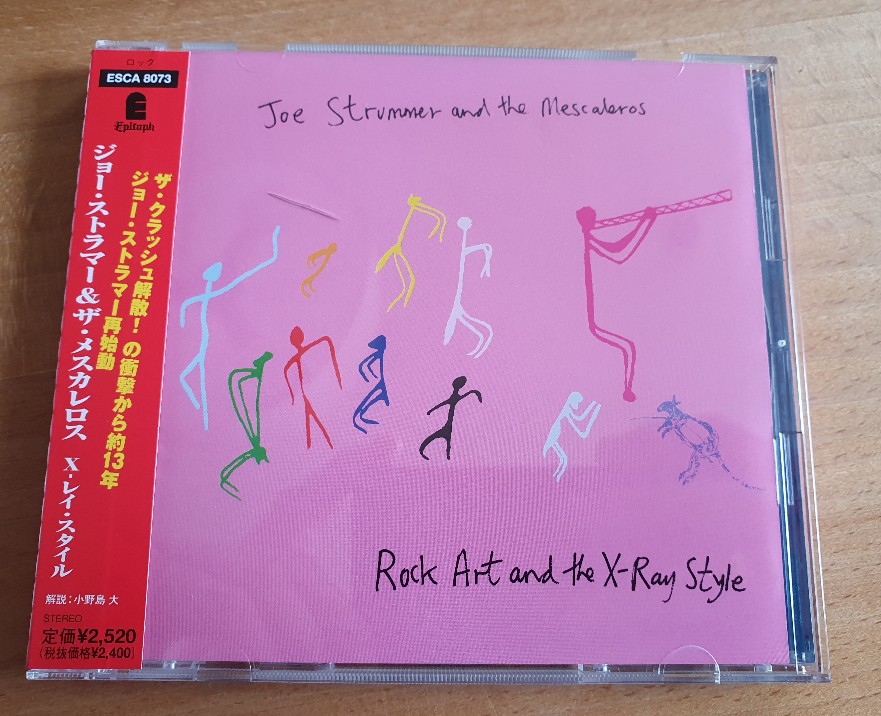 ロック
ESCA 8073
Epitaph
ザ・クラッシュ解散!の衝撃から約13年
ジョー・ストラマー再始動
ジョー・ストラマー&ザ・メスカレロス X-レイ・スタイル
解説:小野島 大
STEREO
定価¥2,520
(税抜価格¥2,400)
Joe Strummer and the Mescaleros
Rock Art and the X-Ray Style